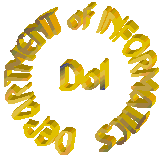 DEPARTMENT of INFORMATICS
DoI